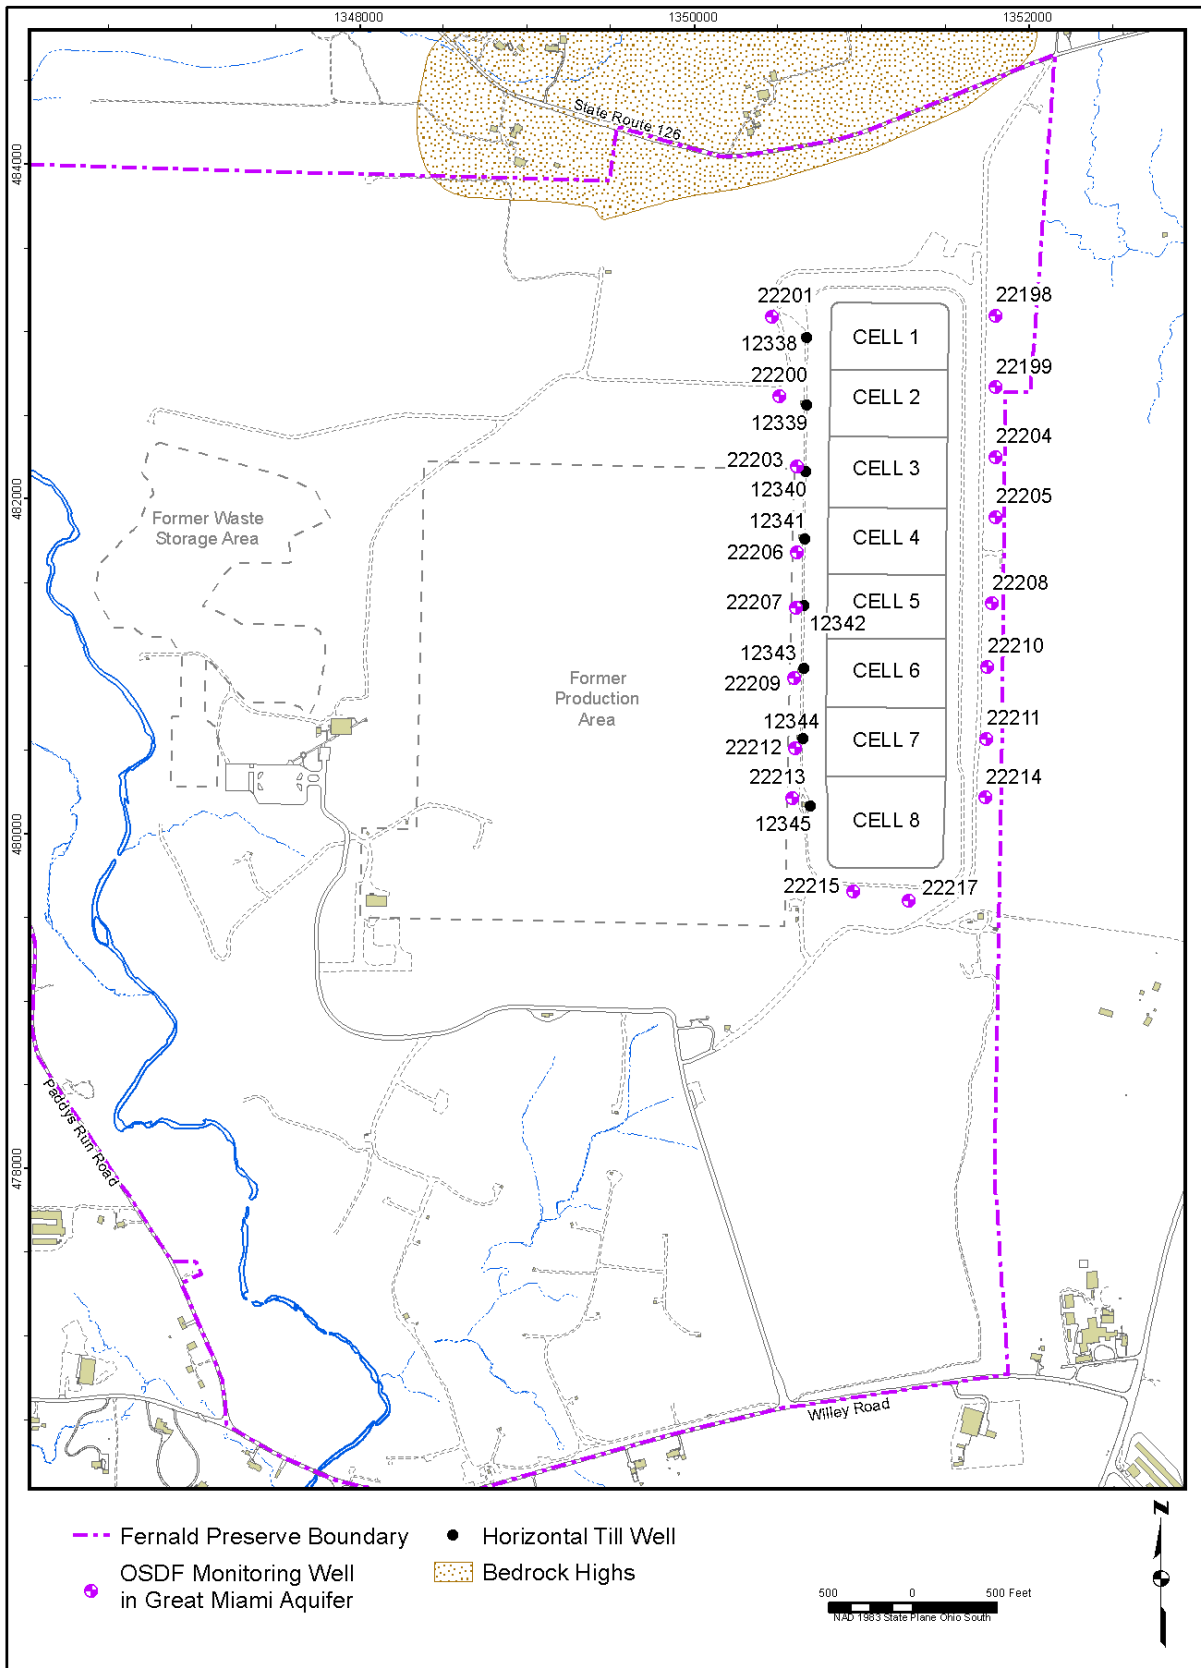 1348000
1350000
1352000
State Route 126
484000
22201
22198
12338
CELL 1
22200
22199
12339
CELL 2
22204
22203
CELL 3
12340
482000
22205
Former Waste
Storage Area
12341
CELL 4
22206
22207
CELL 5
22208
12342
12343
22210
22209
CELL 6
Former
Production
Area
12344
22211
22212
CELL 7
22213
22214
12345
CELL 8
480000
22215
22217
Paddys Run Road
478000
Willey Road
Fernald Preserve Boundary
Horizontal Till Well
OSDF Monitoring Well
in Great Miami Aquifer
Bedrock Highs
500
0
500 Feet
NAD 1983 State Plane Ohio South
Z